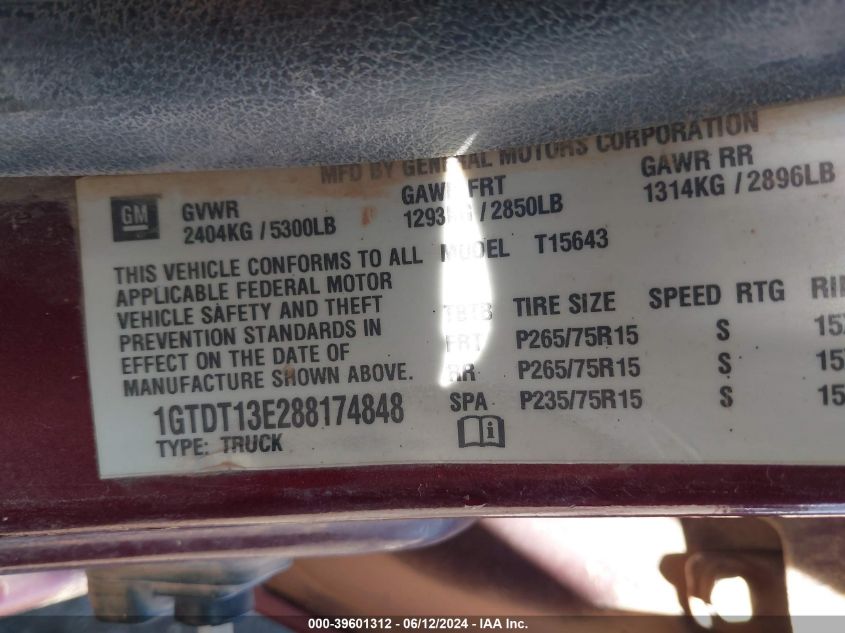 MFD BY GENERAL MOTORS CORPORATION
GM
GVWR
2404KG / 5300LB
GAWR FRT
1293KG / 2850LB
GAWR RR
1314KG / 2896LB
THIS VEHICLE CONFORMS TO ALL
APPLICABLE FEDERAL MOTOR
VEHICLE SAFETY AND THEFT
PREVENTION STANDARDS IN
EFFECT ON THE DATE OF
MANUFACTURE SHOWN ABOVE.
1GTDT13E288174848
TYPE: TRUCK
MODEL T15643
TIRE SIZE SPEED RTG
FRT P265/75R15 S
RR P265/75R15 S
SPA P235/75R15 S
000-39601312 - 06/12/2024 - IAA Inc.